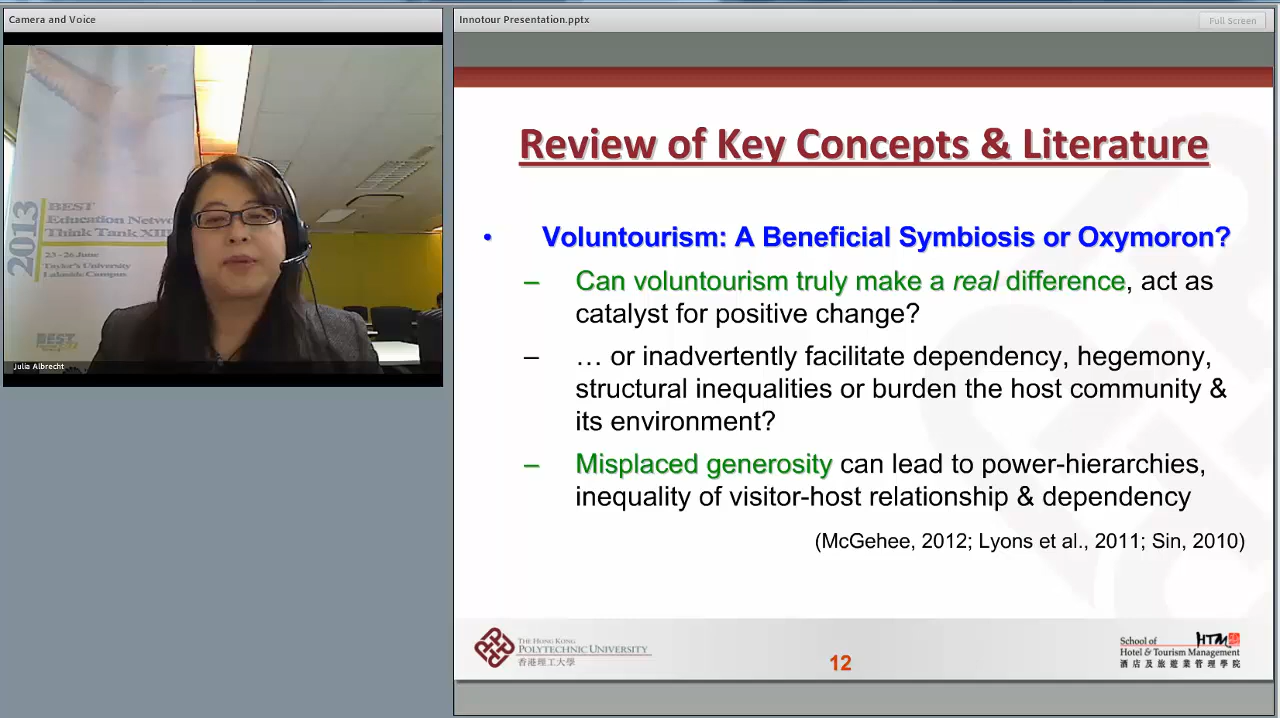 Camera and Voice
2013
BEST
Education Netwo
Think Tank XIII
23 - 26 June
Taylor's University
Lakeside Campus
BEST
Julia Albrecht
Innotour Presentation.pptx
Full Screen
Review of Key Concepts & Literature
• Voluntourism: A Beneficial Symbiosis or Oxymoron?
– Can voluntourism truly make a real difference, act as
catalyst for positive change?
– … or inadvertently facilitate dependency, hegemony,
structural inequalities or burden the host community &
its environment?
– Misplaced generosity can lead to power-hierarchies,
inequality of visitor-host relationship & dependency
(McGehee, 2012; Lyons et al., 2011; Sin, 2010)
THE HONG KONG
POLYTECHNIC UNIVERSITY
香港理工大學
12
School of HTM
Hotel & Tourism Management
酒店及旅遊業管理學院